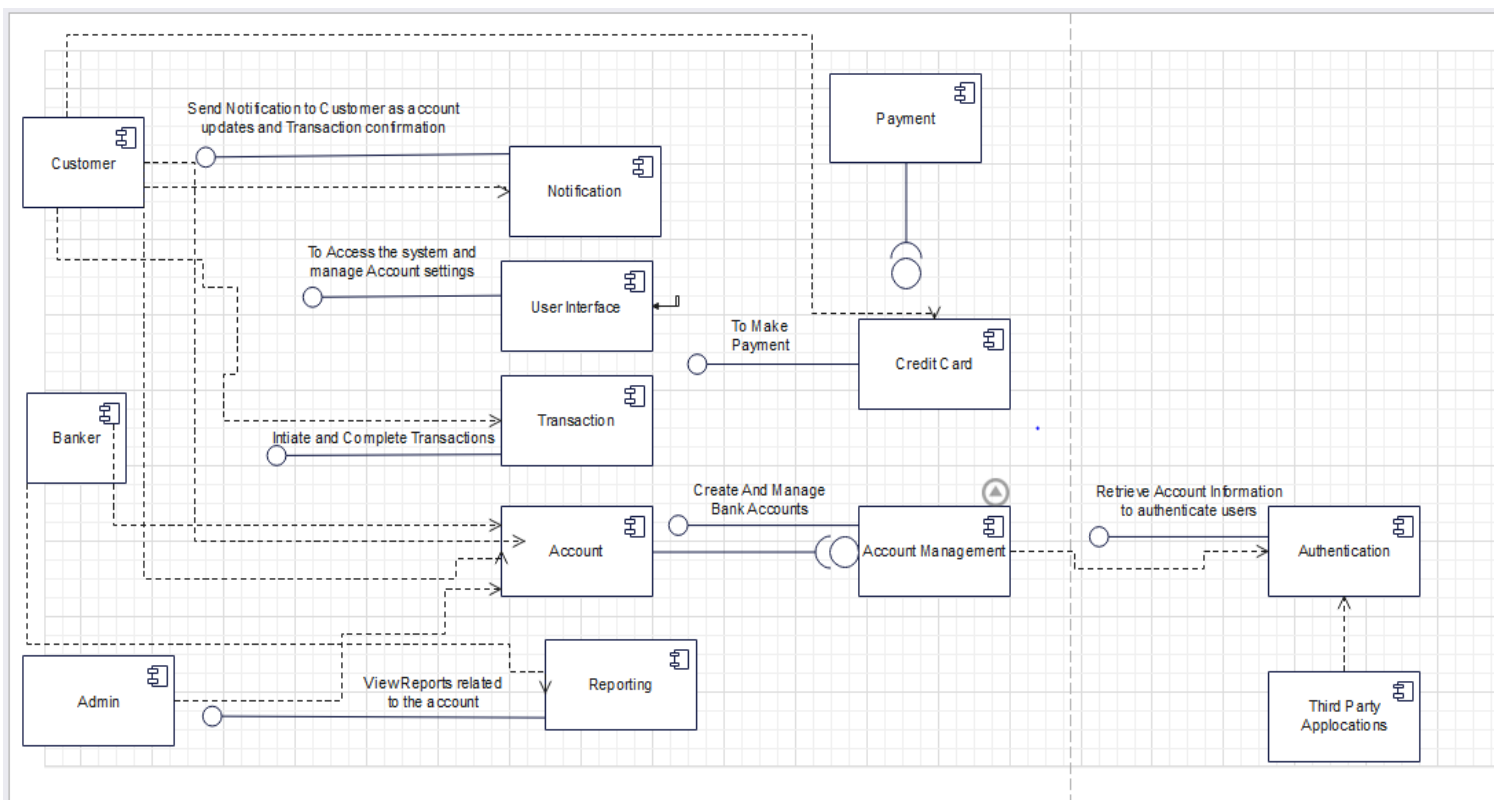 Send Notification to Customer as account
updates and Transaction confirmation
Payment
Customer
Notification
To Access the system and
manage Account settings
User Interface
To Make
Payment
Credit Card
Transaction
Banker
Intiate and Complete Transactions
Create And Manage
Bank Accounts
Retrieve Account Information
to authenticate users
Account
Account Management
Authentication
View Reports related
to the account
Reporting
Admin
Third Party
Applocations